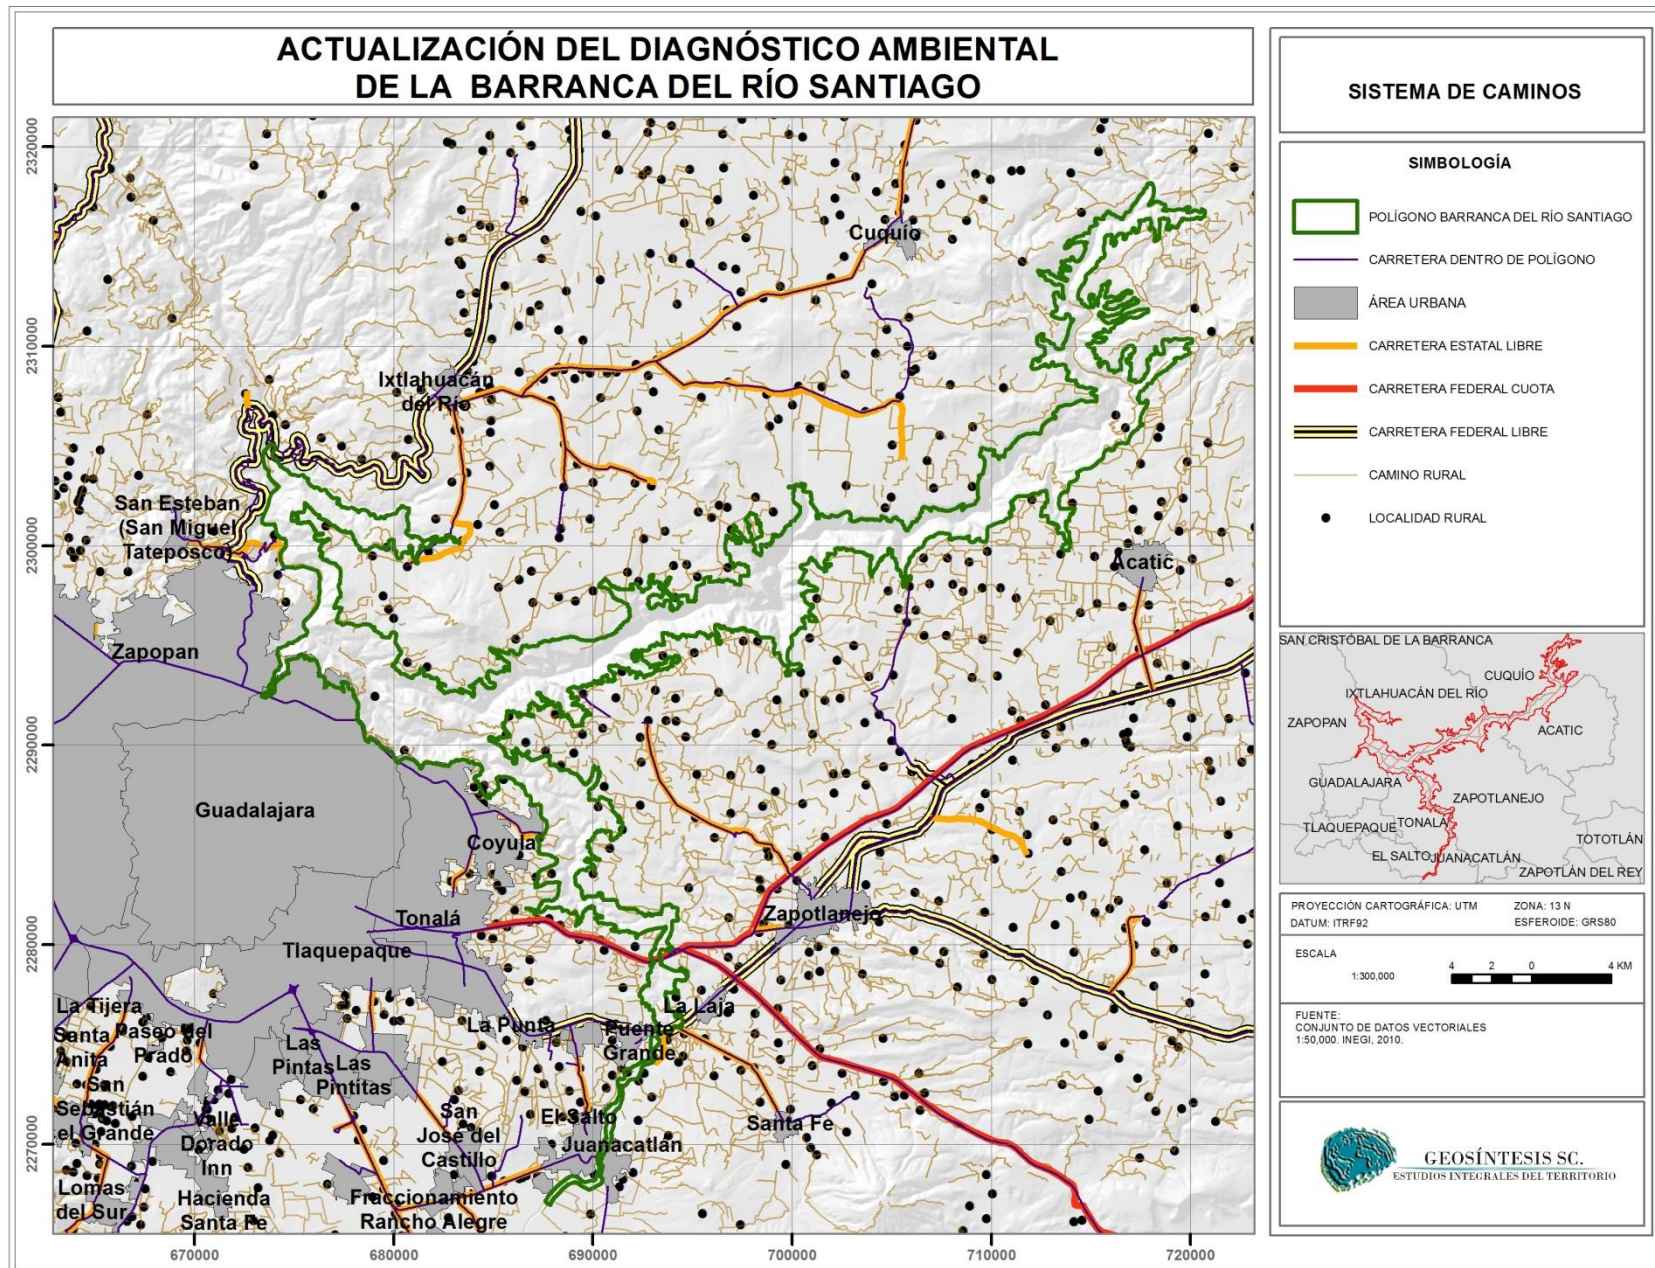 ACTUALIZACIÓN DEL DIAGNÓSTICO AMBIENTAL
DE LA BARRANCA DEL RÍO SANTIAGO
SISTEMA DE CAMINOS
SIMBOLOGÍA
POLÍGONO BARRANCA DEL RÍO SANTIAGO
CARRETERA DENTRO DE POLÍGONO
ÁREA URBANA
CARRETERA ESTATAL LIBRE
CARRETERA FEDERAL CUOTA
CARRETERA FEDERAL LIBRE
CAMINO RURAL
LOCALIDAD RURAL
2320000
2310000
2300000
2290000
2280000
2270000
670000
680000
690000
700000
710000
720000
Cuquío
Ixtlahuacán
del Río
San Esteban
(San Miguel
Tateposco)
Acatic
Zapopan
Guadalajara
Coyula
Tonalá
Zapotlanejo
Tlaquepaque
La Tijera
Santa
Anita
Paseo del
Prado
Las
Pintas
Las
Pintitas
La Punta
Puente
Grande
La Laja
San
Sebastián
el Grande
Valle
Dorado
Inn
San
José del
Castillo
El Salto
Juanacatlán
Santa Fe
Lomas
del Sur
Hacienda
Santa Fe
Fraccionamiento
Rancho Alegre
SAN CRISTÓBAL DE LA BARRANCA
CUQUÍO
IXTLAHUACÁN DEL RÍO
ZAPOPAN
ACATIC
GUADALAJARA
ZAPOTLANEJO
TLAQUEPAQUE
TONALÁ
TOTOTLÁN
EL SALTO
JUANACATLÁN
ZAPOTLÁN DEL REY
PROYECCIÓN CARTOGRÁFICA: UTM ZONA: 13 N
DATUM: ITRF92 ESFEROIDE: GRS80
ESCALA
1:300,000
4 2 0 4 KM
FUENTE:
CONJUNTO DE DATOS VECTORIALES
1:50,000. INEGI, 2010.
GEOSÍNTESIS SC.
ESTUDIOS INTEGRALES DEL TERRITORIO